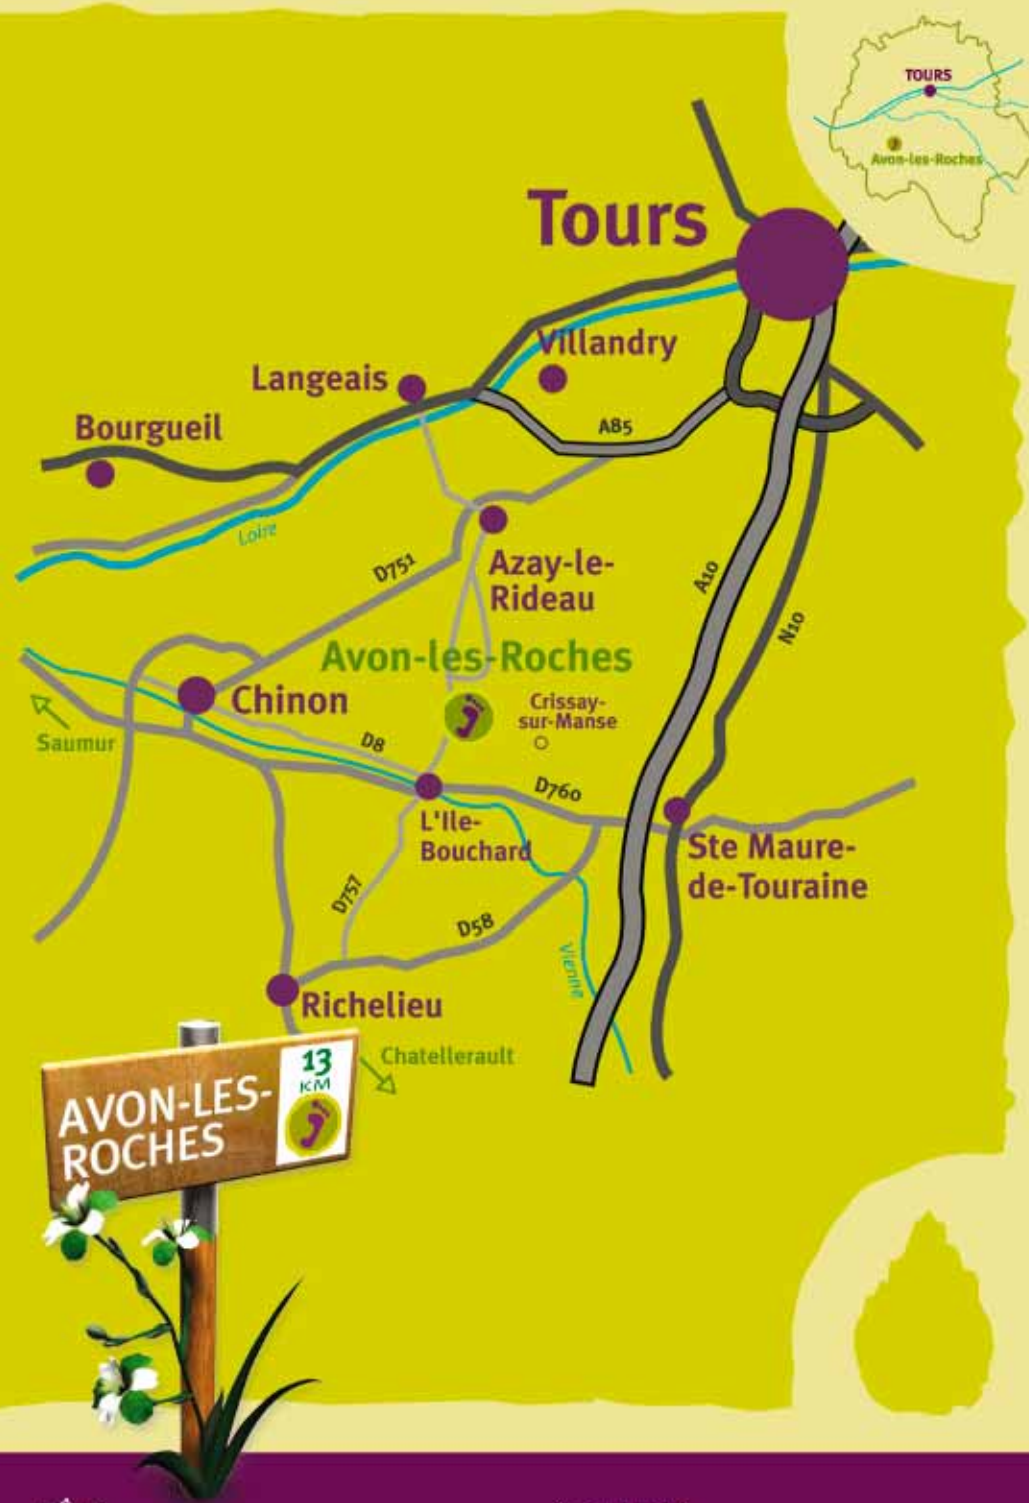 TOURS
Avon-les-Roches
Tours
Villandry
Langeais
A85
Bourgueil
Loire
D751
Azay-le-
Rideau
A10
N10
Avon-les-Roches
Chinon
Crissay-
sur-Manse
Saumur
D8
D760
L'Ile-
Bouchard
Ste Maure-
de-Touraine
D757
D58
Vienne
Richelieu
Chatellerault
13
KM
AVON-LES-
ROCHES